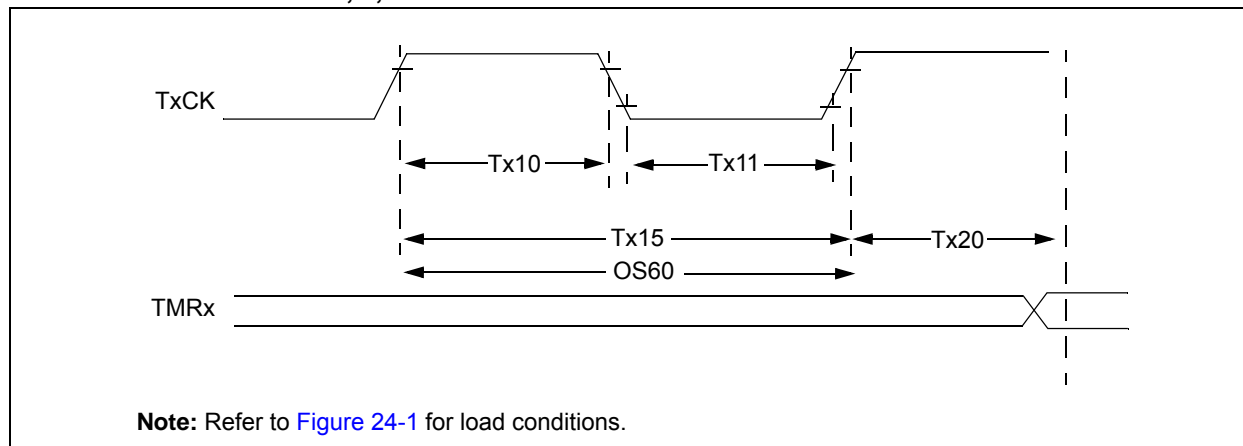 TxCK
Tx10
Tx11
Tx15
Tx20
OS60
TMRx
Note: Refer to Figure 24-1 for load conditions.